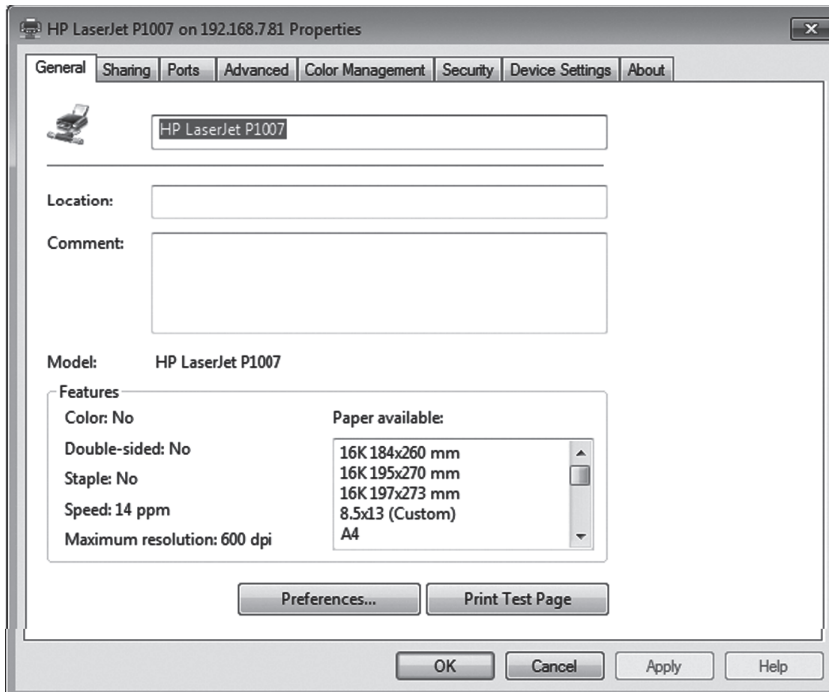 HP LaserJet P1007 on 192.168.7.81 Properties
General Sharing Ports Advanced Color Management Security Device Settings About
HP LaserJet P1007
Location:
Comment:
Model: HP LaserJet P1007
Features
Color: No
Double-sided: No
Staple: No
Speed: 14 ppm
Maximum resolution: 600 dpi
Paper available:
16K 184x260 mm
16K 195x270 mm
16K 197x273 mm
8.5x13 (Custom)
A4
Preferences... Print Test Page
OK Cancel Apply Help